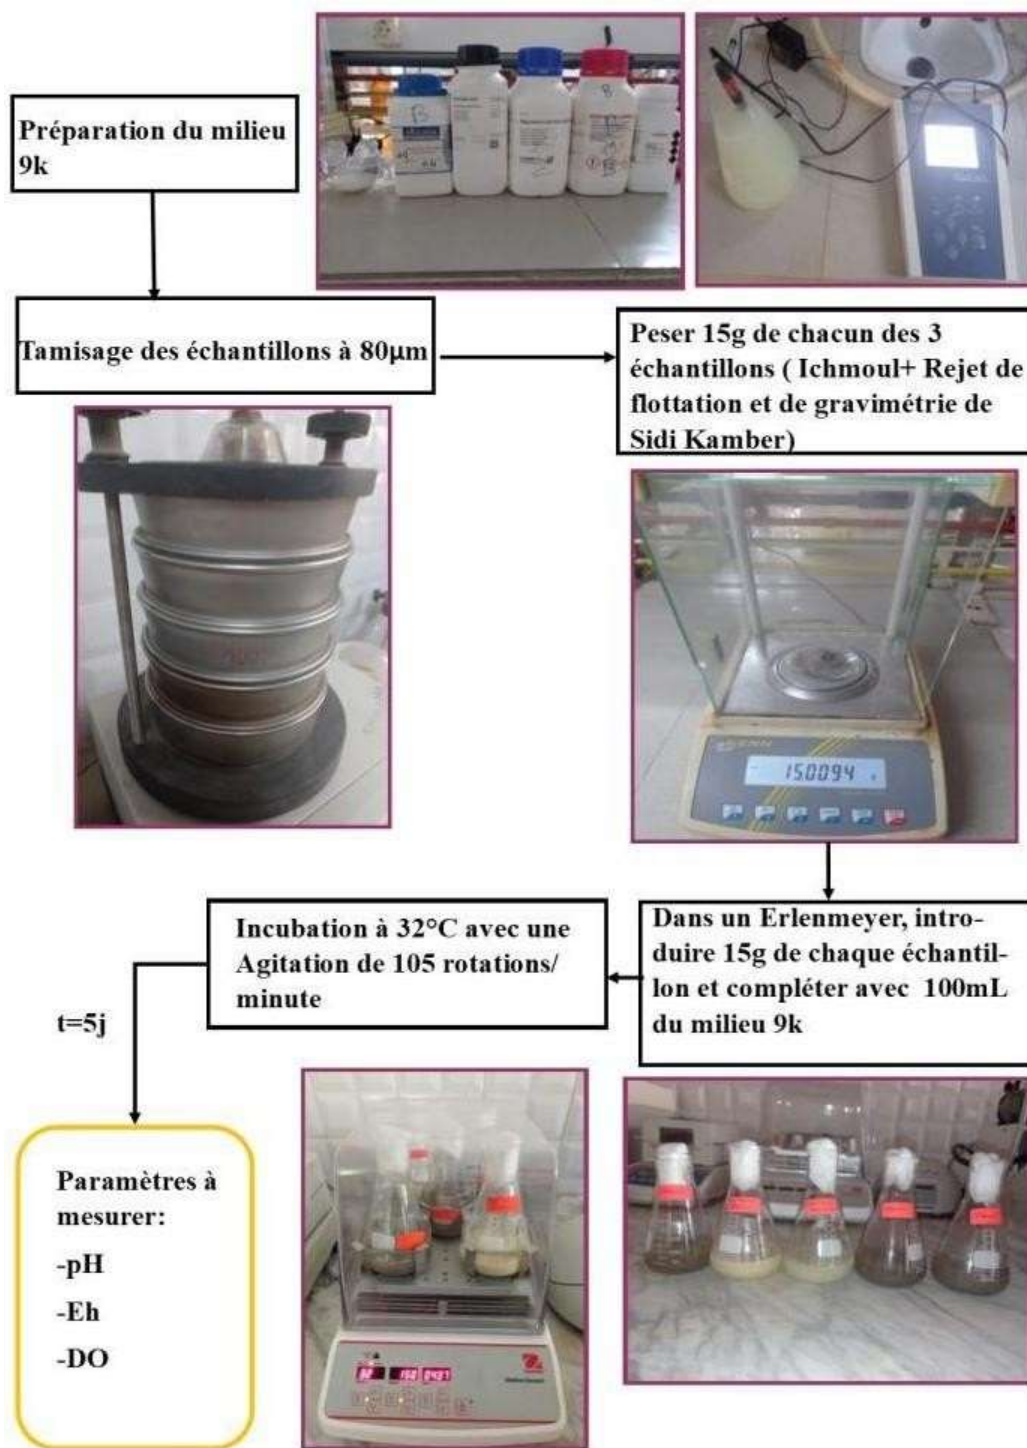 Préparation du milieu
9k
Tamisage des échantillons à 80µm
Peser 15g de chacun des 3
échantillons ( Ichmoul+ Rejet de
flottation et de gravimétrie de
Sidi Kamber)
15.0094
Dans un Erlenmeyer, intro-
duire 15g de chaque échantil-
lon et compléter avec 100mL
du milieu 9k
Incubation à 32°C avec une
Agitation de 105 rotations/
minute
t=5j
Paramètres à
mesurer:
-pH
-Eh
-DO